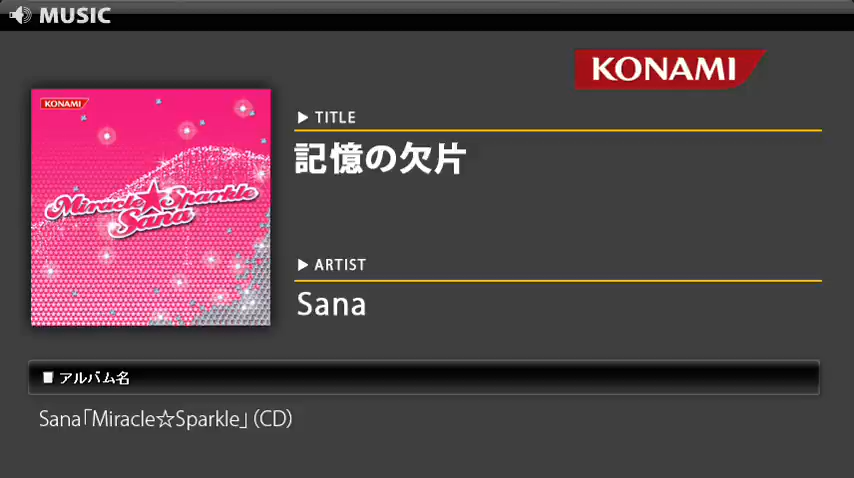 MUSIC
KONAMI
KONAMI
Miracle★Sparkle
Sana
▶ TITLE
記憶の欠片
▶ ARTIST
Sana
■ アルバム名
Sana「Miracle☆Sparkle」(CD)